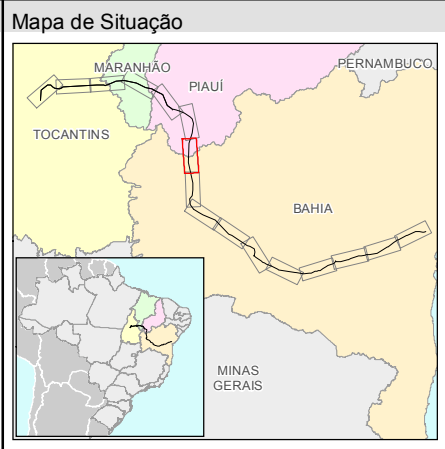 Mapa de Situação
MARANHÃO
PERNAMBUCO
PIAUÍ
TOCANTINS
BAHIA
MINAS
GERAIS